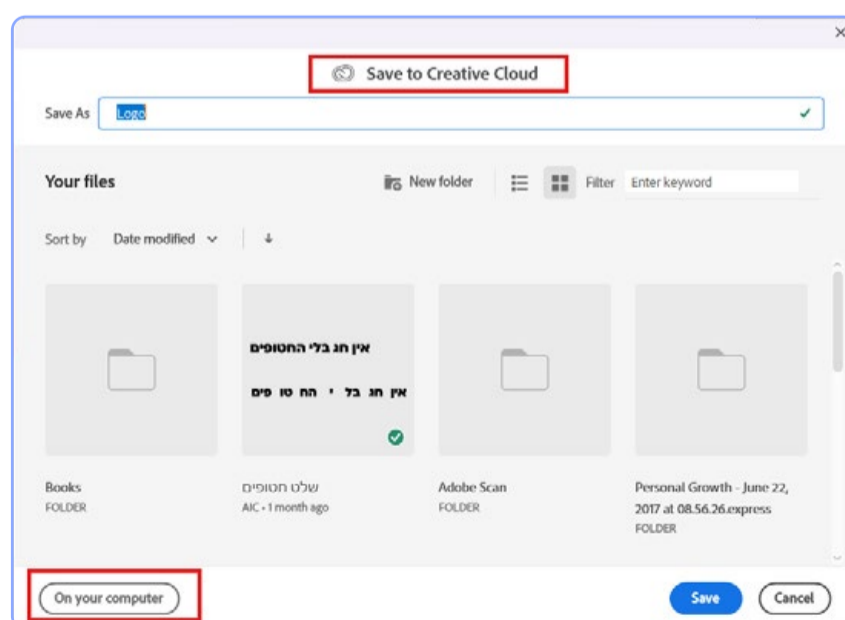 Save to Creative Cloud
Save As Logo
Your files New folder Filter Enter keyword
Sort by Date modified
אין חג בלי החטופים
אין חג בל י הח טו פים
Books
FOLDER
שלט חטופים
AIC - 1 month ago
Adobe Scan
FOLDER
Personal Growth - June 22,
2017 at 08.56.26.express
FOLDER
On your computer Save Cancel